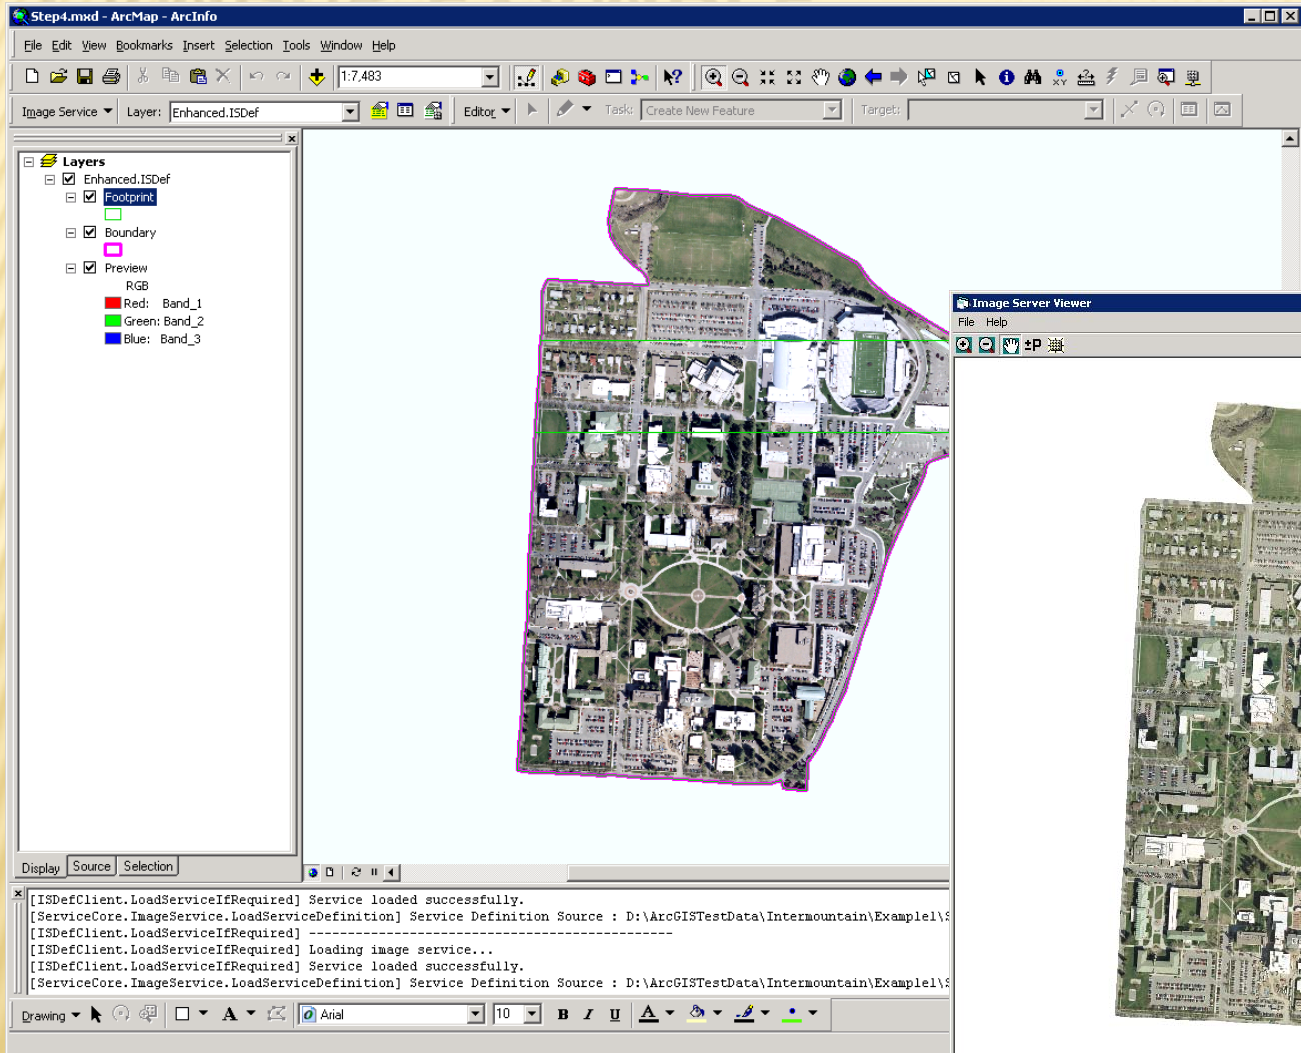 Step4.mxd - ArcMap - ArcInfo
File Edit View Bookmarks Insert Selection Tools Window Help
1:7,483
Image Service Layer: Enhanced.ISDef Editor Task: Create New Feature Target:
Layers
Enhanced.ISDef
Footprint
Boundary
Preview
RGB
Red: Band_1
Green: Band_2
Blue: Band_3
Image Server Viewer
File Help
±P
Display Source Selection
[ISDefClient.LoadServiceIfRequired] Service loaded successfully.
[ServiceCore.ImageService.LoadServiceDefinition] Service Definition Source : D:\ArcGISTestData\Intermountain\Example1\S
[ISDefClient.LoadServiceIfRequired] -----------------------------------------------
[ISDefClient.LoadServiceIfRequired] Loading image service...
[ISDefClient.LoadServiceIfRequired] Service loaded successfully.
[ServiceCore.ImageService.LoadServiceDefinition] Service Definition Source : D:\ArcGISTestData\Intermountain\Example1\S
Drawing A Arial 10 B I U A